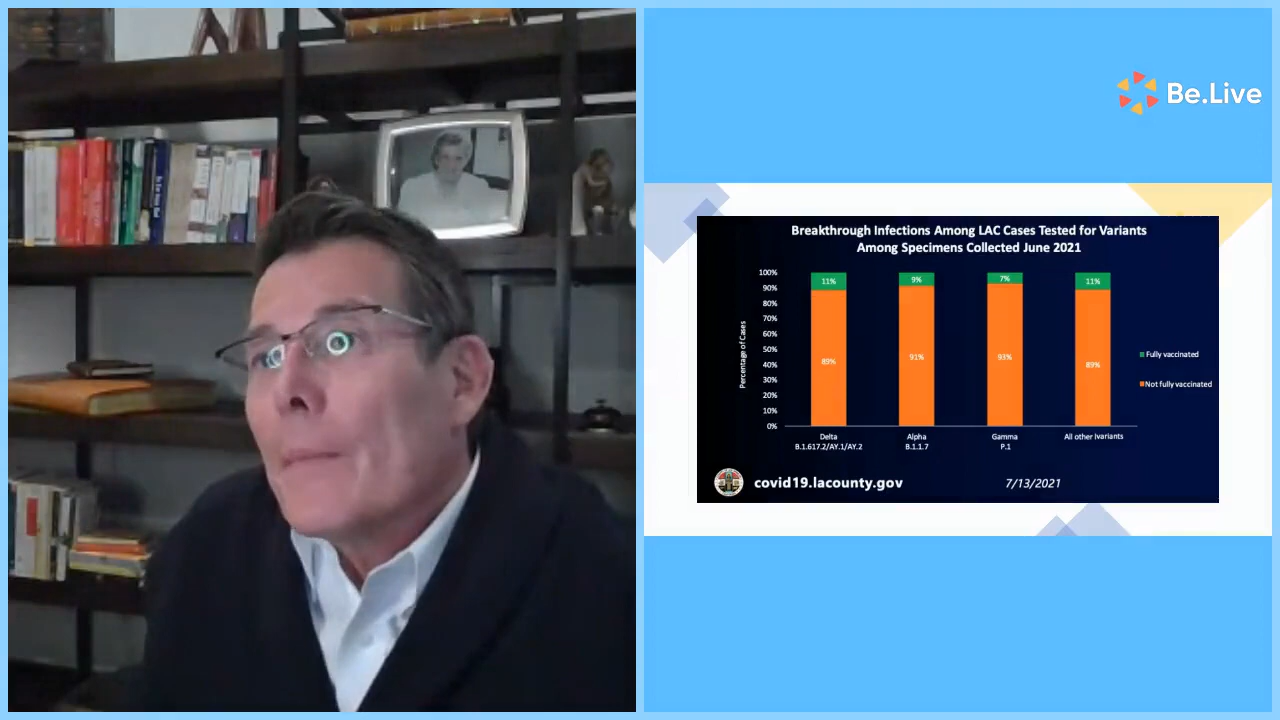 Be.Live
Breakthrough Infections Among LAC Cases Tested for Variants
Among Specimens Collected June 2021
Percentage of Cases
100%
90%
80%
70%
60%
50%
40%
30%
20%
10%
0%
11%
9%
7%
11%
89%
91%
93%
89%
Fully vaccinated
Not fully vaccinated
Delta
B.1.617.2/AY.1/AY.2
Alpha
B.1.1.7
Gamma
P.1
All other lvariants
covid19.lacounty.gov
7/13/2021